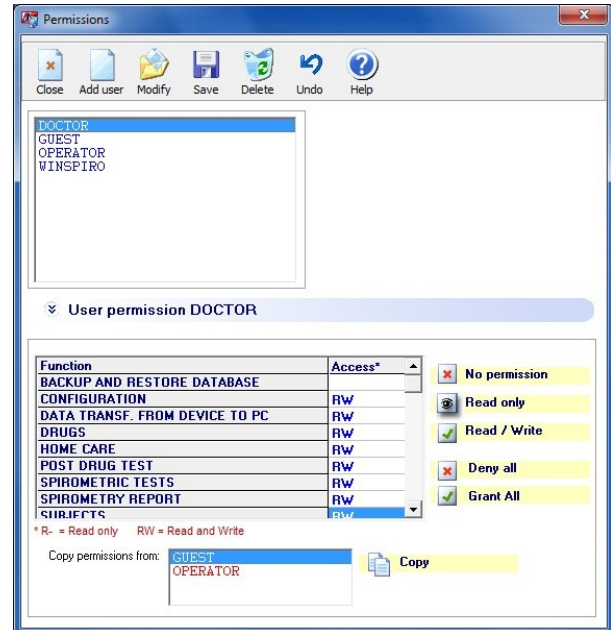 Permissions
Close Add user Modify Save Delete Undo Help
DOCTOR
GUEST
OPERATOR
WINSPIRO
User permission DOCTOR
Function Access*
BACKUP AND RESTORE DATABASE
CONFIGURATION RW
DATA TRANSF. FROM DEVICE TO PC RW
DRUGS RW
HOME CARE RW
POST DRUG TEST RW
SPIROMETRIC TESTS RW
SPIROMETRY REPORT RW
SUBJECTS RW
No permission
Read only
Read / Write
Deny all
Grant All
* R- = Read only RW = Read and Write
Copy permissions from:
GUEST
OPERATOR
Copy